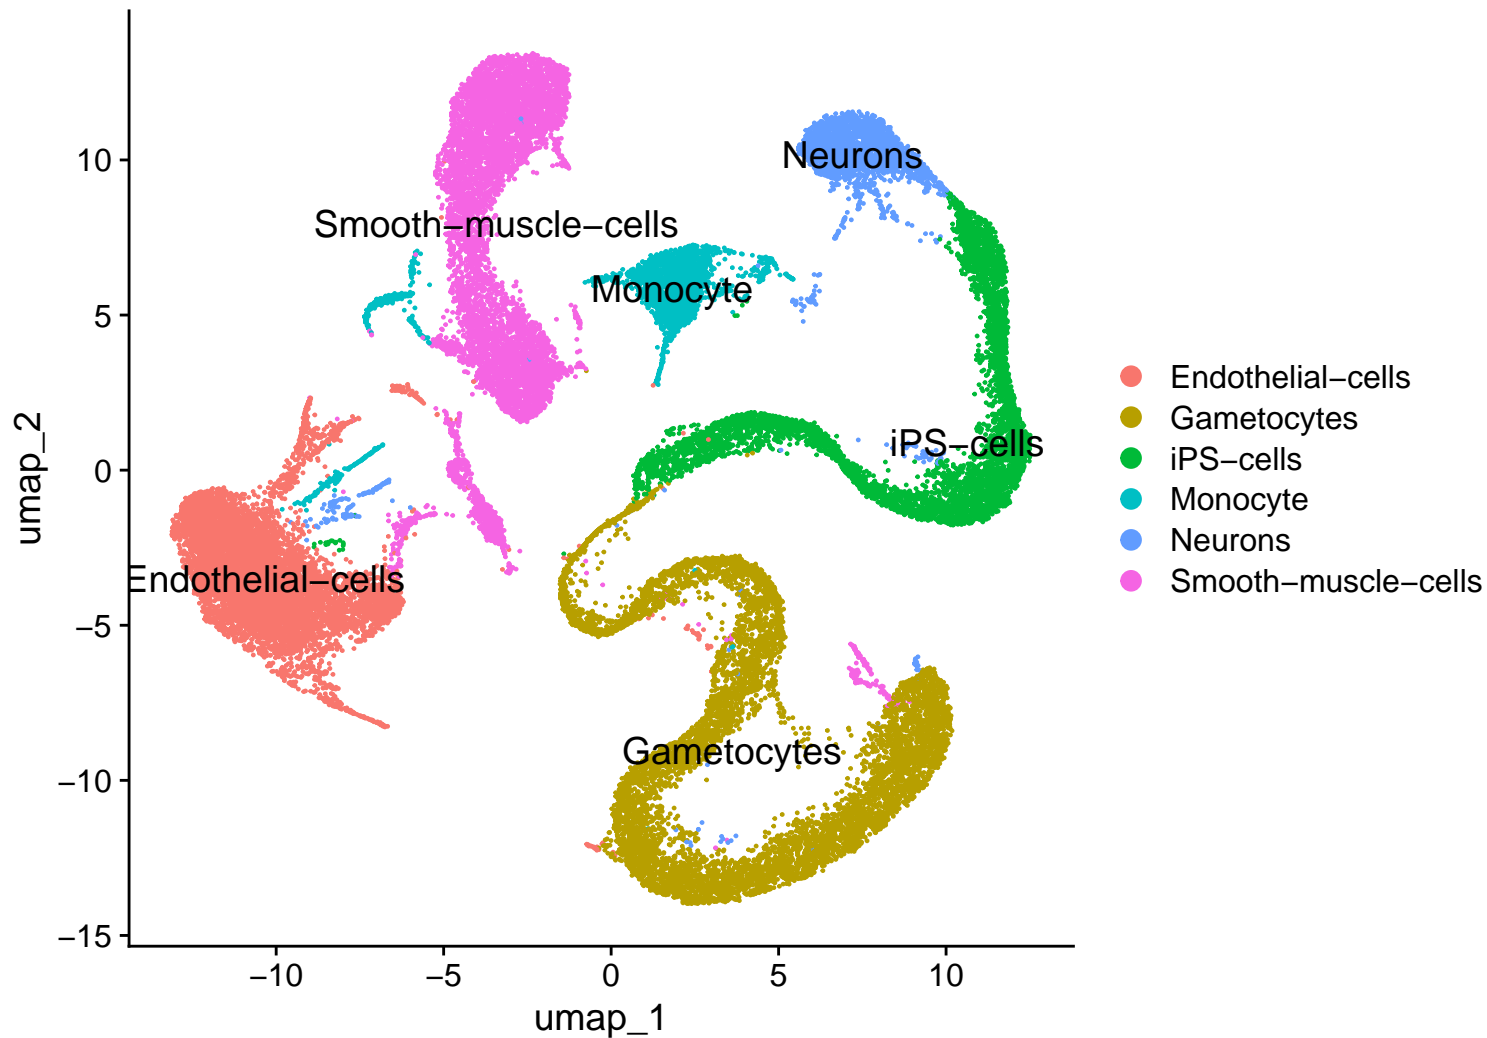 umap_2
10
5
0
−5
−10
−15
Neurons
Smooth−muscle−cells
Monocyte
iPS−cells
Endothelial−cells
Gametocytes
−10
−5
0
5
10
umap_1
Endothelial−cells
Gametocytes
iPS−cells
Monocyte
Neurons
Smooth−muscle−cells